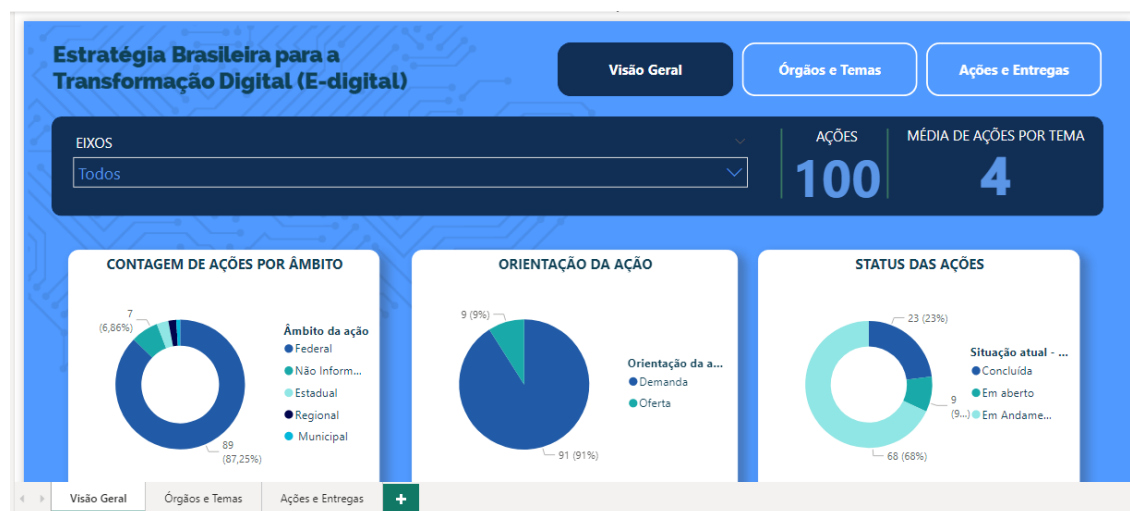 Estratégia Brasileira para a
Transformação Digital (E-digital)
Visão Geral
Órgãos e Temas
Ações e Entregas
EIXOS
Todos
AÇÕES
100
MÉDIA DE AÇÕES POR TEMA
4
CONTAGEM DE AÇÕES POR ÂMBITO
7
(6,86%)
89
(87,25%)
Âmbito da ação
Federal
Não Inform...
Estadual
Regional
Municipal
ORIENTAÇÃO DA AÇÃO
9 (9%)
91 (91%)
Orientação da a...
Demanda
Oferta
STATUS DAS AÇÕES
23 (23%)
9
(9...)
68 (68%)
Situação atual - ...
Concluída
Em aberto
Em Andame...
Visão Geral
Órgãos e Temas
Ações e Entregas
+